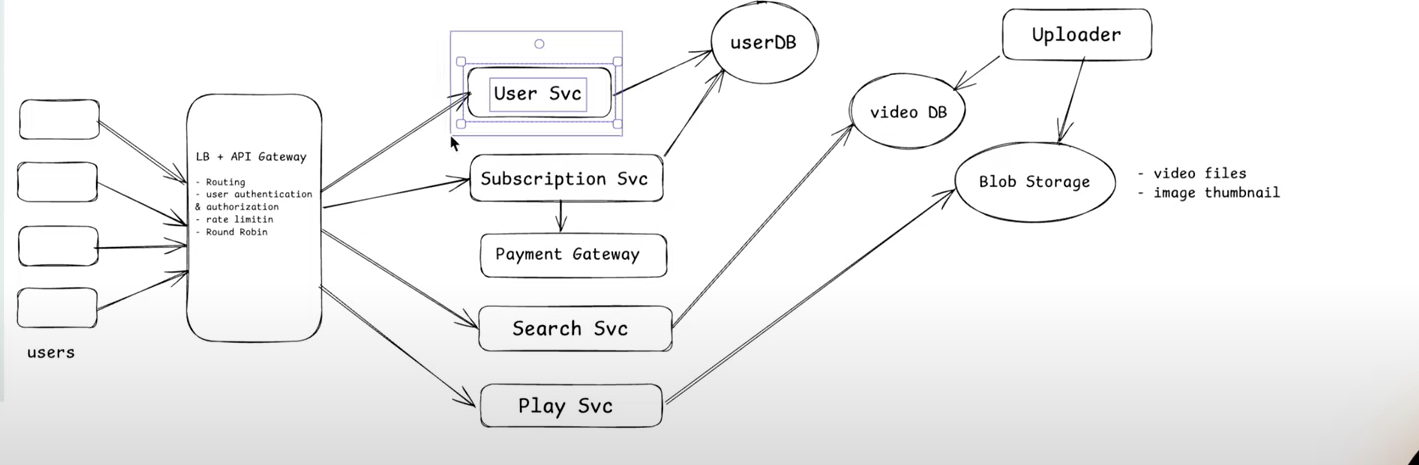 userDB
Uploader
User Svc
video DB
LB + API Gateway
- Routing
- user authentication
& authorization
- rate limitin
- Round Robin
Subscription Svc
Blob Storage
- video files
- image thumbnail
Payment Gateway
Search Svc
users
Play Svc